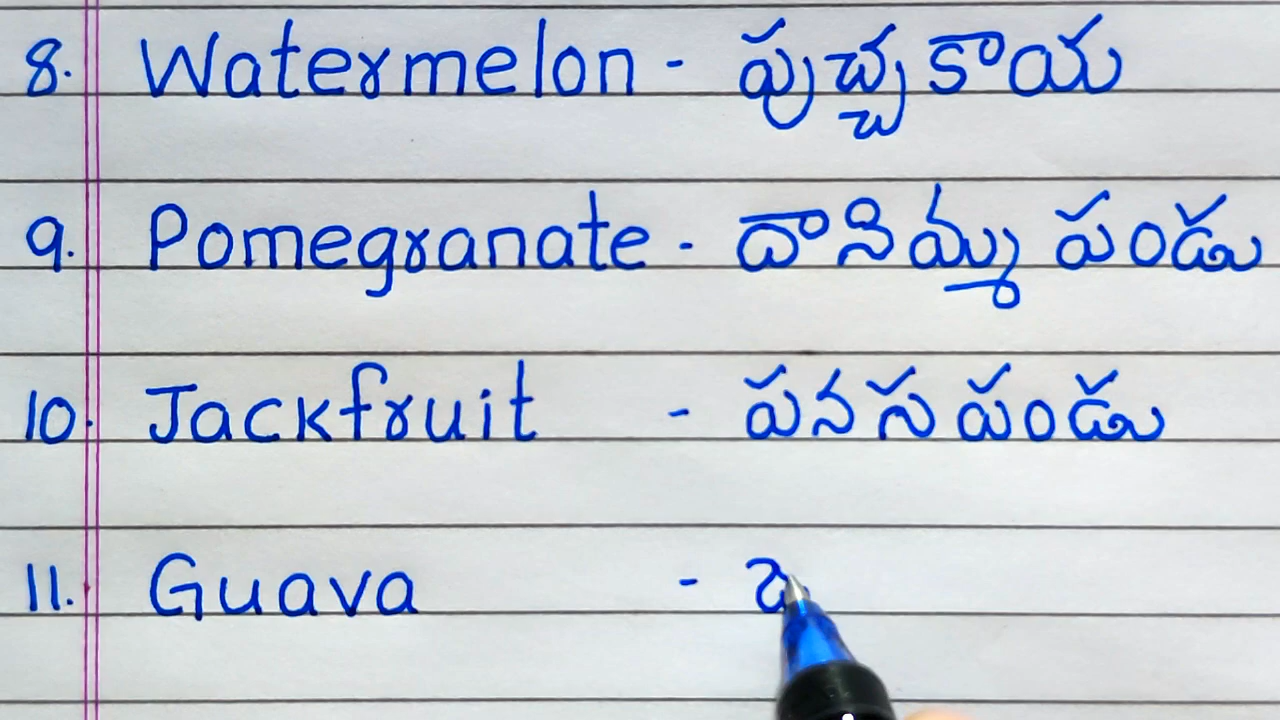 8. Watermelon - పుచ్చకాయ
9. Pomegranate - దానిమ్మ పండు
10. Jackfruit - పనస పండు
11. Guava -